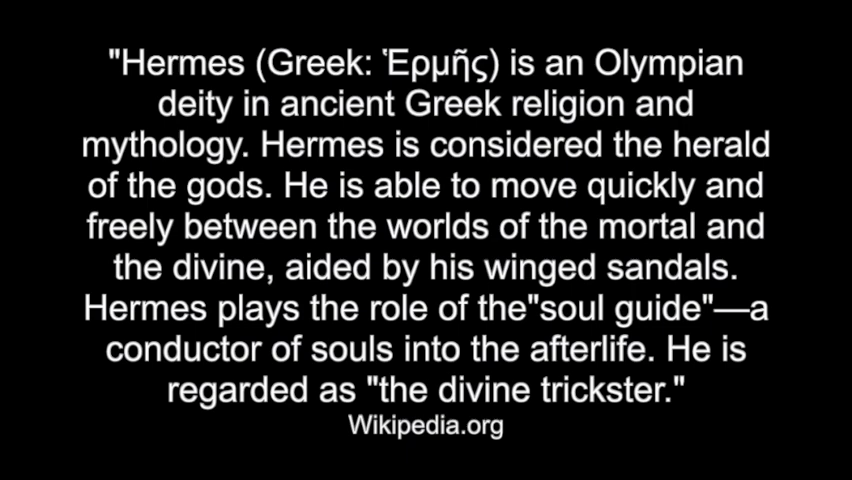 "Hermes (Greek: Ἑρμῆς) is an Olympian
deity in ancient Greek religion and
mythology. Hermes is considered the herald
of the gods. He is able to move quickly and
freely between the worlds of the mortal and
the divine, aided by his winged sandals.
Hermes plays the role of the"soul guide"—a
conductor of souls into the afterlife. He is
regarded as "the divine trickster."
Wikipedia.org